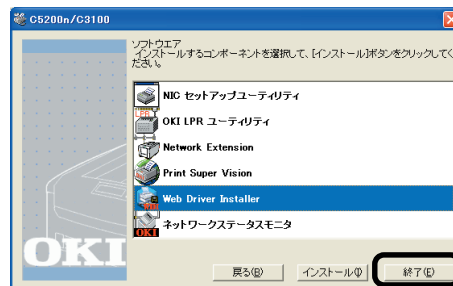 C5200n/C3100
ソフトウエア
インストールするコンポーネントを選択して、[インストール]ボタンをクリックしてく
ださい。
NIC セットアップユーティリティ
OKI LPR ユーティリティ
Network Extension
Print Super Vision
Web Driver Installer
ネットワークステータスモニタ
OKI
戻る(B)
インストール(I)
終了(E)